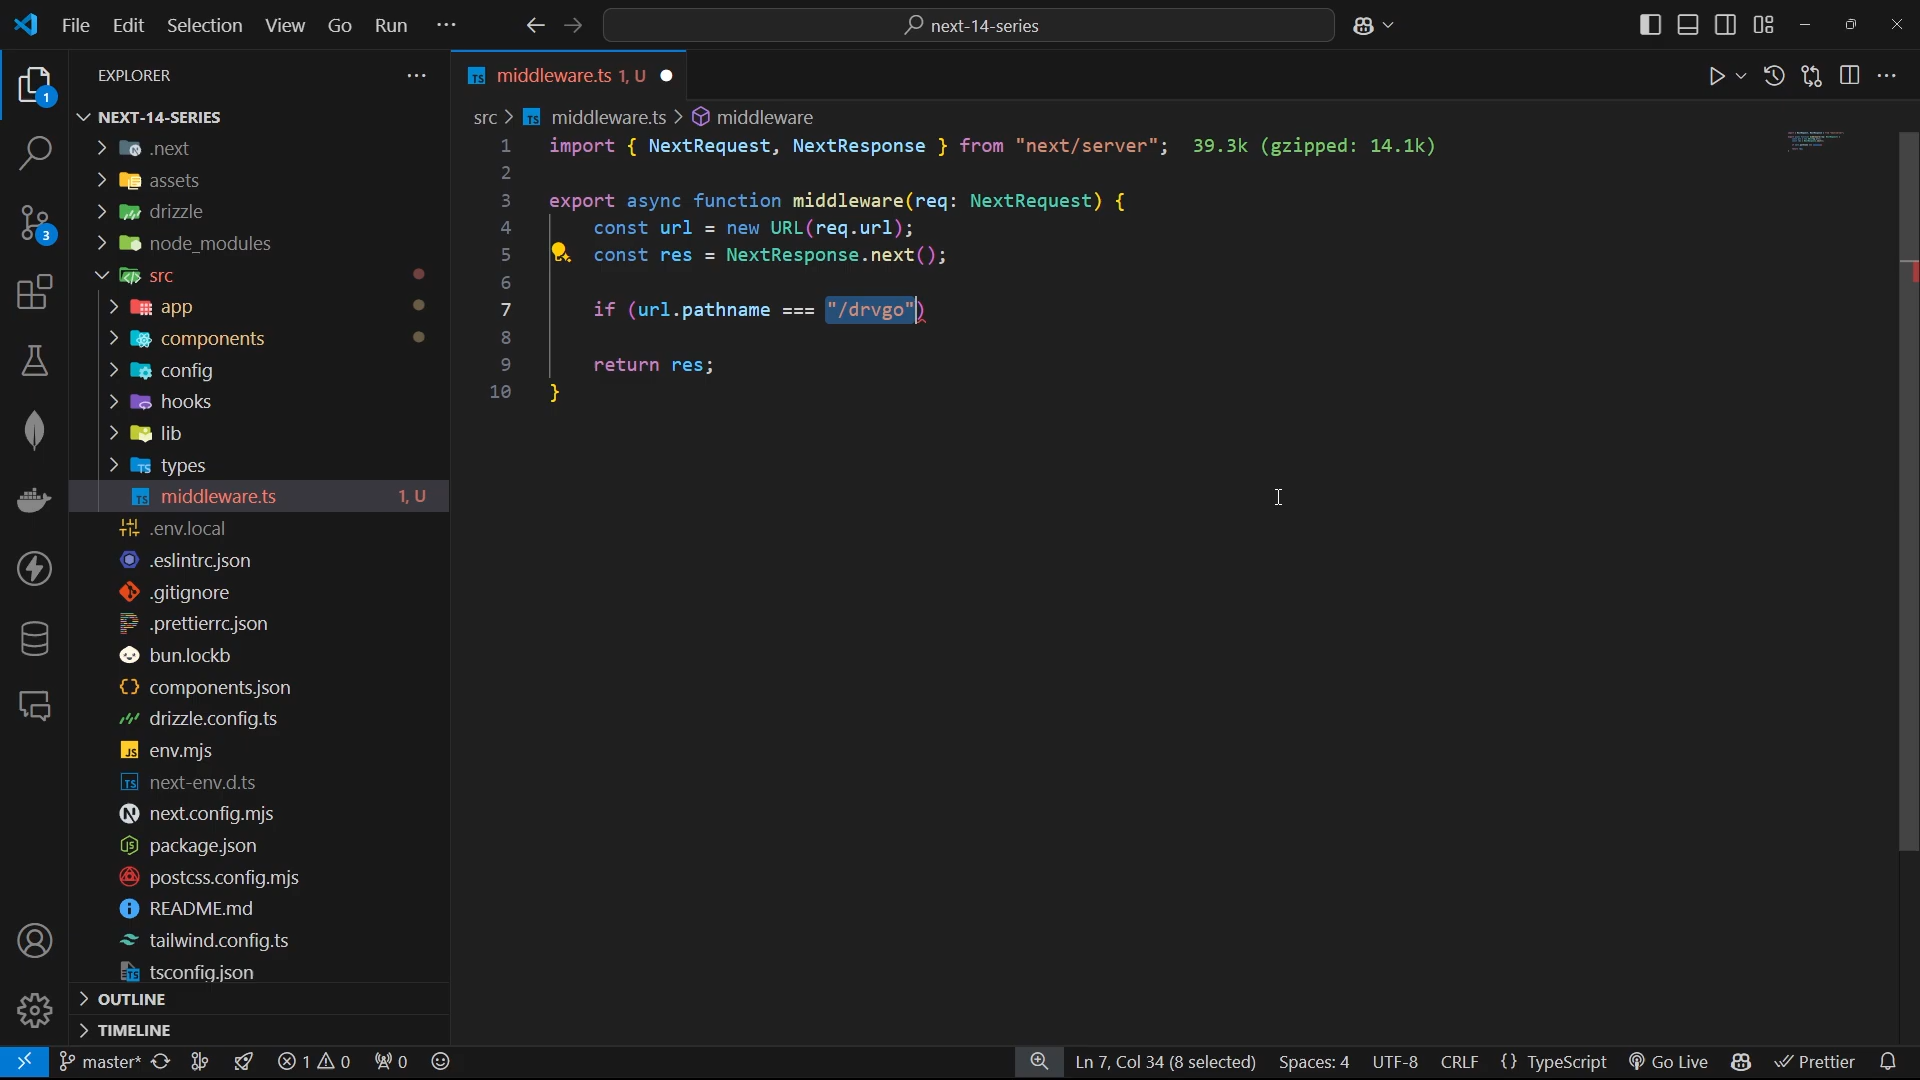 File Edit Selection View Go Run ···
next-14-series
EXPLORER
NEXT-14-SERIES
.next
assets
drizzle
node_modules
src
app
components
config
hooks
lib
types
middleware.ts 1, U
.env.local
.eslintrc.json
.gitignore
.prettierrc.json
bun.lockb
components.json
drizzle.config.ts
env.mjs
next-env.d.ts
next.config.mjs
package.json
postcss.config.mjs
README.md
tailwind.config.ts
tsconfig.json
OUTLINE
TIMELINE
1
3
middleware.ts 1, U
src > middleware.ts > middleware
1 import { NextRequest, NextResponse } from "next/server"; 39.3k (gzipped: 14.1k)
2
3 export async function middleware(req: NextRequest) {
4 const url = new URL(req.url);
5 const res = NextResponse.next();
6
7 if (url.pathname === "/drvgo")
8
9 return res;
10 }
master* 1 0 0 Ln 7, Col 34 (8 selected) Spaces: 4 UTF-8 CRLF {} TypeScript Go Live Prettier